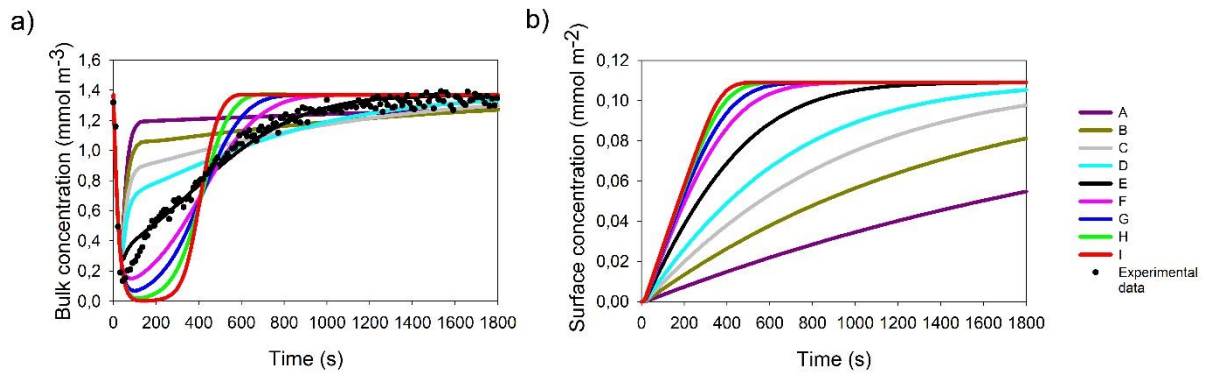 a)
Bulk concentration (mmol m-3)
1,6
1,4
1,2
1,0
0,8
0,6
0,4
0,2
0,0
0 200 400 600 800 1000 1200 1400 1600 1800
Time (s)
b)
Surface concentration (mmol m-2)
0,12
0,10
0,08
0,06
0,04
0,02
0,00
0 200 400 600 800 1000 1200 1400 1600 1800
Time (s)
A
B
C
D
E
F
G
H
I
Experimental
data